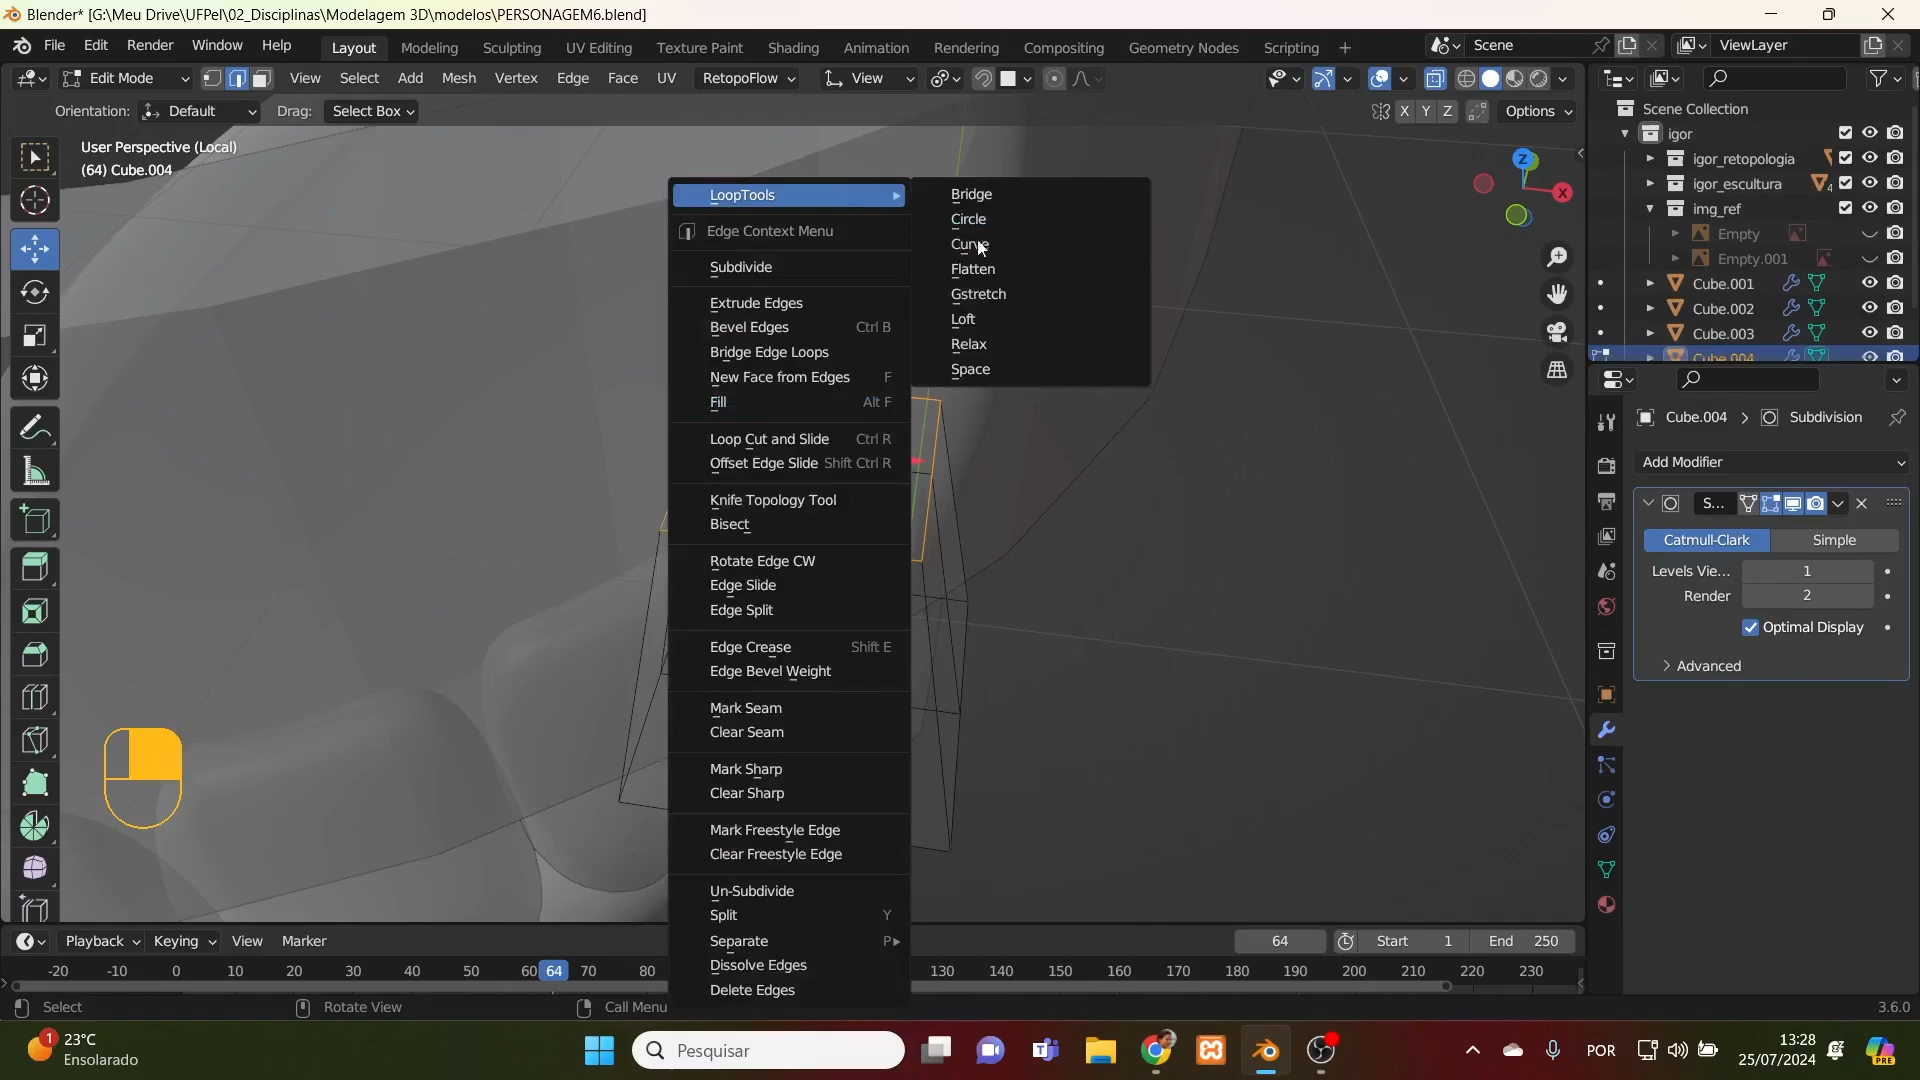 Blender* [G:\Meu Drive\UFPel\02_Disciplinas\Modelagem 3D\modelos\PERSONAGEM6.blend]
File Edit Render Window Help Layout Modeling Sculpting UV Editing Texture Paint Shading Animation Rendering Compositing Geometry Nodes Scripting + Scene ViewLayer
Edit Mode View Select Add Mesh Vertex Edge Face UV RetopoFlow View
Orientation: Default Drag: Select Box X Y Z Options
User Perspective (Local)
(64) Cube.004
LoopTools
Edge Context Menu
Subdivide
Extrude Edges
Bevel Edges Ctrl B
Bridge Edge Loops
New Face from Edges F
Fill Alt F
Loop Cut and Slide Ctrl R
Offset Edge Slide Shift Ctrl R
Knife Topology Tool
Bisect
Rotate Edge CW
Edge Slide
Edge Split
Edge Crease Shift E
Edge Bevel Weight
Mark Seam
Clear Seam
Mark Sharp
Clear Sharp
Mark Freestyle Edge
Clear Freestyle Edge
Un-Subdivide
Split Y
Separate P
Dissolve Edges
Delete Edges
Bridge
Circle
Curve
Flatten
Gstretch
Loft
Relax
Space
Z
X
Scene Collection
igor
igor_retopologia
igor_escultura 4
img_ref
Empty
Empty.001
Cube.001
Cube.002
Cube.003
Cube.004
Cube.004 > Subdivision
Add Modifier
S...
Catmull-Clark Simple
Levels Vie... 1
Render 2
Optimal Display
Advanced
Playback Keying View Marker 64 Start 1 End 250
-20 -10 0 10 20 30 40 50 60 64 70 80 130 140 150 160 170 180 190 200 210 220 230
Select Rotate View Call Menu 3.6.0
1 23°C
Ensolarado
Pesquisar
POR
13:28
25/07/2024
PRE